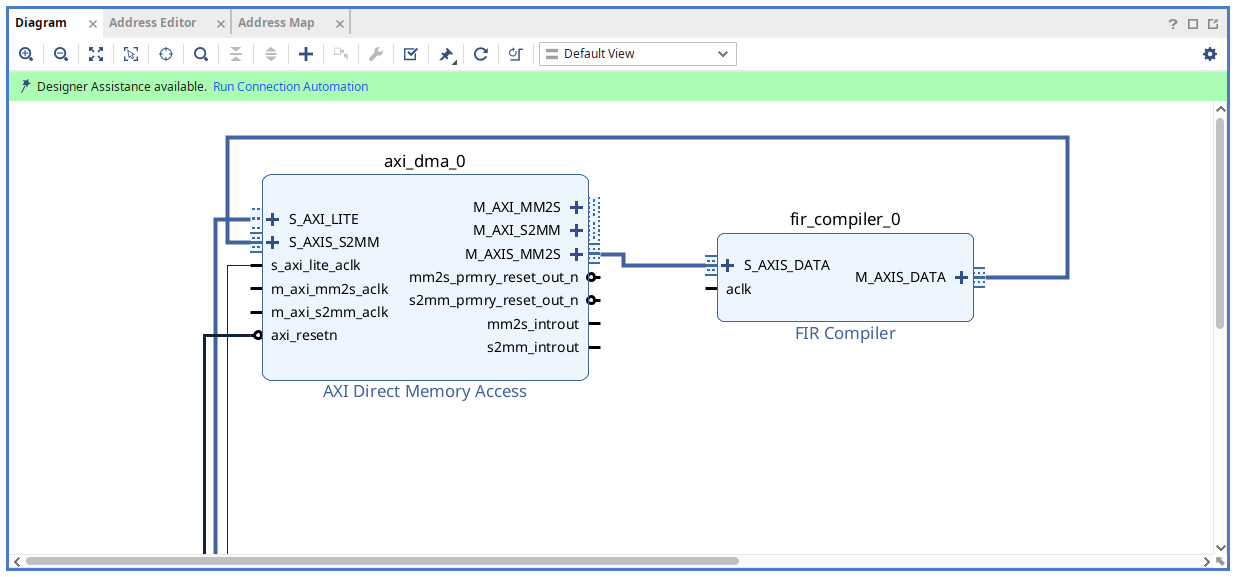 Diagram Address Editor Address Map
Default View
Designer Assistance available. Run Connection Automation
axi_dma_0
S_AXI_LITE
S_AXIS_S2MM
s_axi_lite_aclk
m_axi_mm2s_aclk
m_axi_s2mm_aclk
axi_resetn
M_AXI_MM2S
M_AXI_S2MM
M_AXIS_MM2S
mm2s_prmry_reset_out_n
s2mm_prmry_reset_out_n
mm2s_introut
s2mm_introut
AXI Direct Memory Access
fir_compiler_0
S_AXIS_DATA
aclk
M_AXIS_DATA
FIR Compiler